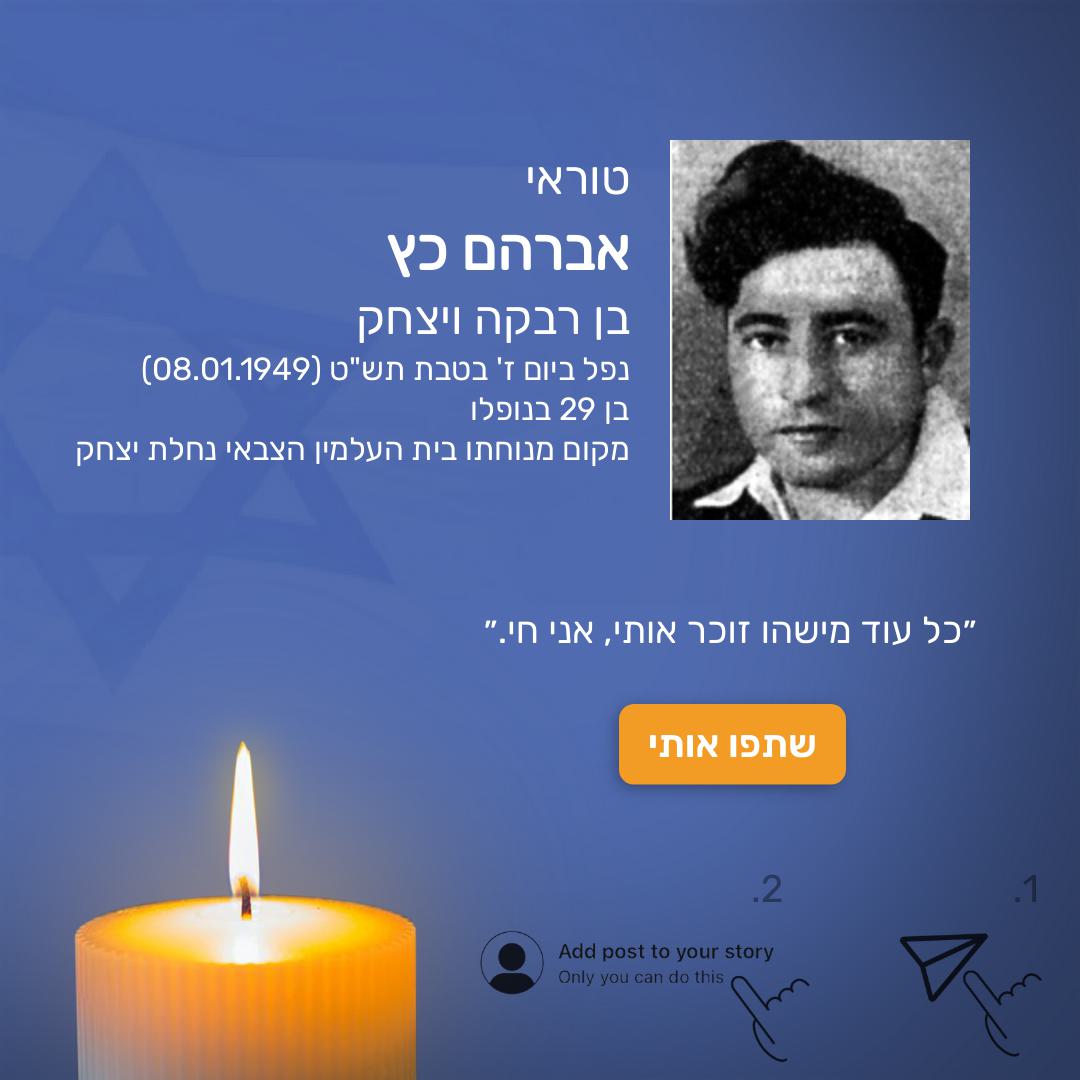 טוראי
אברהם כץ
בן רבקה ויצחק
נפל ביום ז' בטבת תש"ט (08.01.1949)
בן 29 בנופלו
מקום מנוחתו בית העלמין הצבאי נחלת יצחק
״כל עוד מישהו זוכר אותי, אני חי.״
שתפו אותי
.1
.2
Add post to your story
Only you can do this